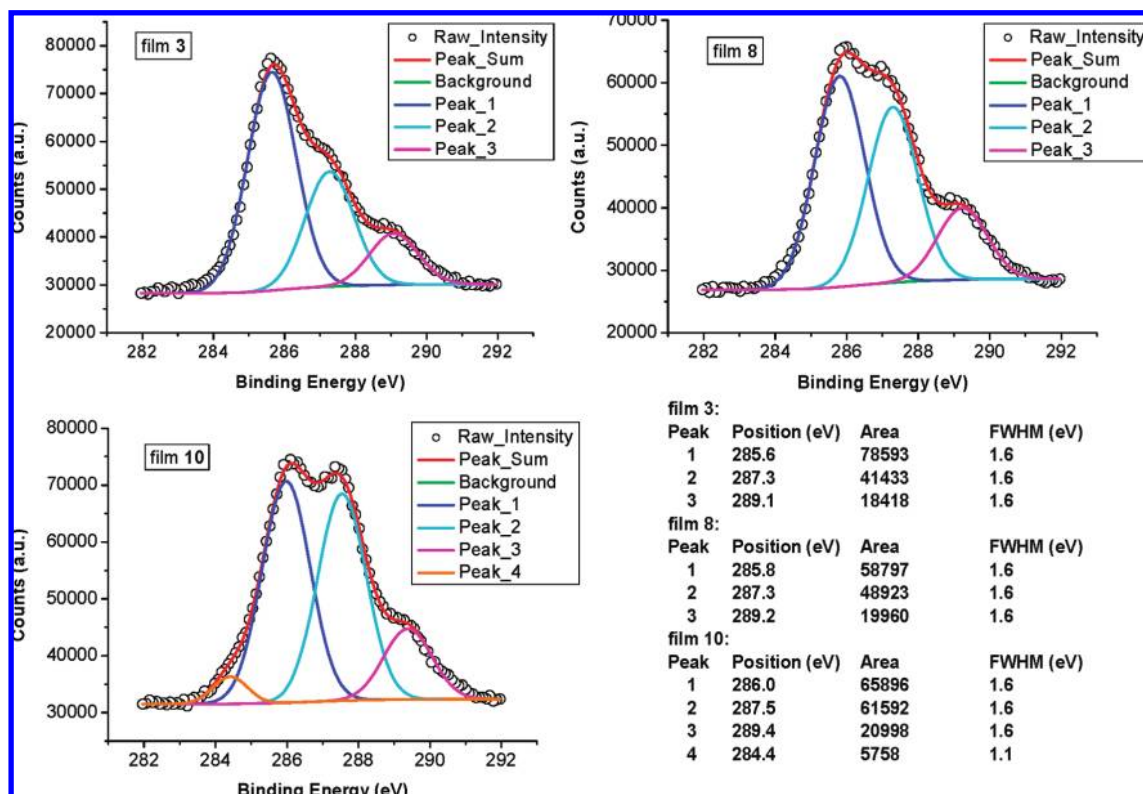 film 3
Raw_Intensity
Peak_Sum
Background
Peak_1
Peak_2
Peak_3
80000
70000
60000
50000
40000
30000
20000
Counts (a.u.)
282 284 286 288 290 292
Binding Energy (eV)
film 8
Raw_Intensity
Peak_Sum
Background
Peak_1
Peak_2
Peak_3
70000
60000
50000
40000
30000
20000
Counts (a.u.)
282 284 286 288 290 292
Binding Energy (eV)
film 10
Raw_Intensity
Peak_Sum
Background
Peak_1
Peak_2
Peak_3
Peak_4
80000
70000
60000
50000
40000
30000
Counts (a.u.)
282 284 286 288 290 292
Binding Energy (eV)
film 3:
Peak Position (eV) Area FWHM (eV)
1 285.6 78593 1.6
2 287.3 41433 1.6
3 289.1 18418 1.6
film 8:
Peak Position (eV) Area FWHM (eV)
1 285.8 58797 1.6
2 287.3 48923 1.6
3 289.2 19960 1.6
film 10:
Peak Position (eV) Area FWHM (eV)
1 286.0 65896 1.6
2 287.5 61592 1.6
3 289.4 20998 1.6
4 284.4 5758 1.1